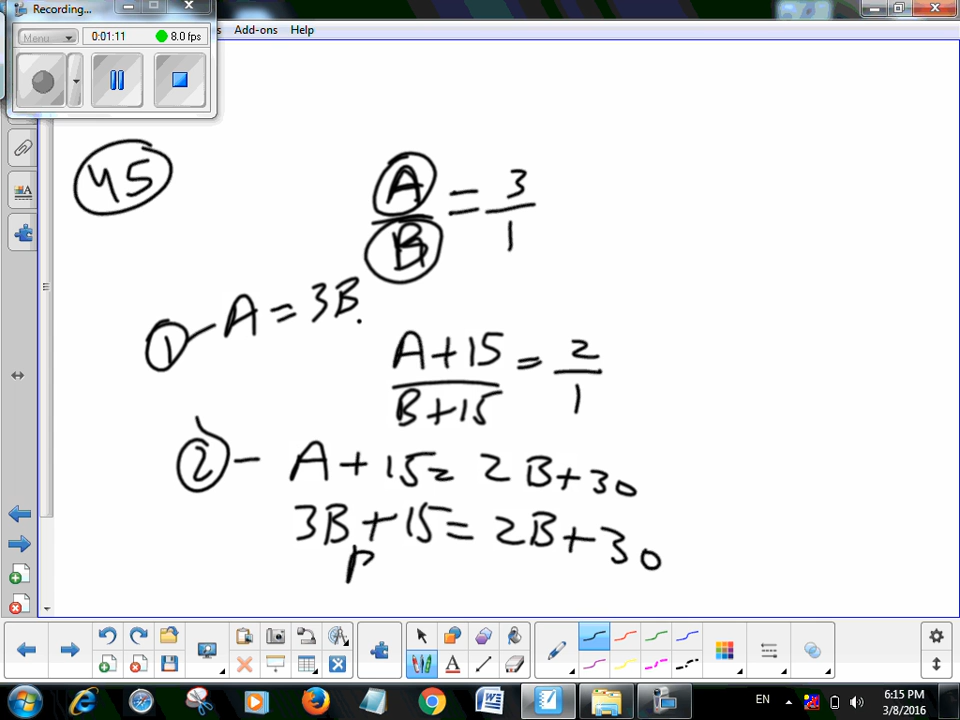 Recording...
Menu
0:01:11
8.0 fps
s
Add-ons
Help
45
A/B = 3/1
1 - A = 3B.
A+15/B+15 = 2/1
2 - A + 15 = 2B+30
3B + 15 = 2B+30
A
EN
6:15 PM
3/8/2016